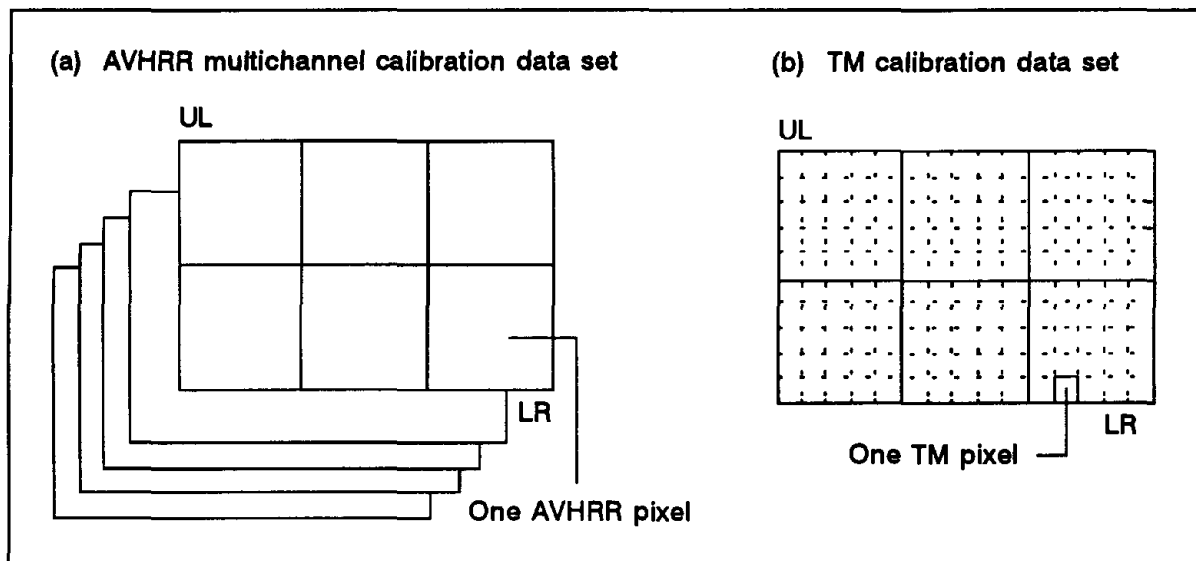 (a) AVHRR multichannel calibration data set
UL
LR
One AVHRR pixel
(b) TM calibration data set
UL
LR
One TM pixel